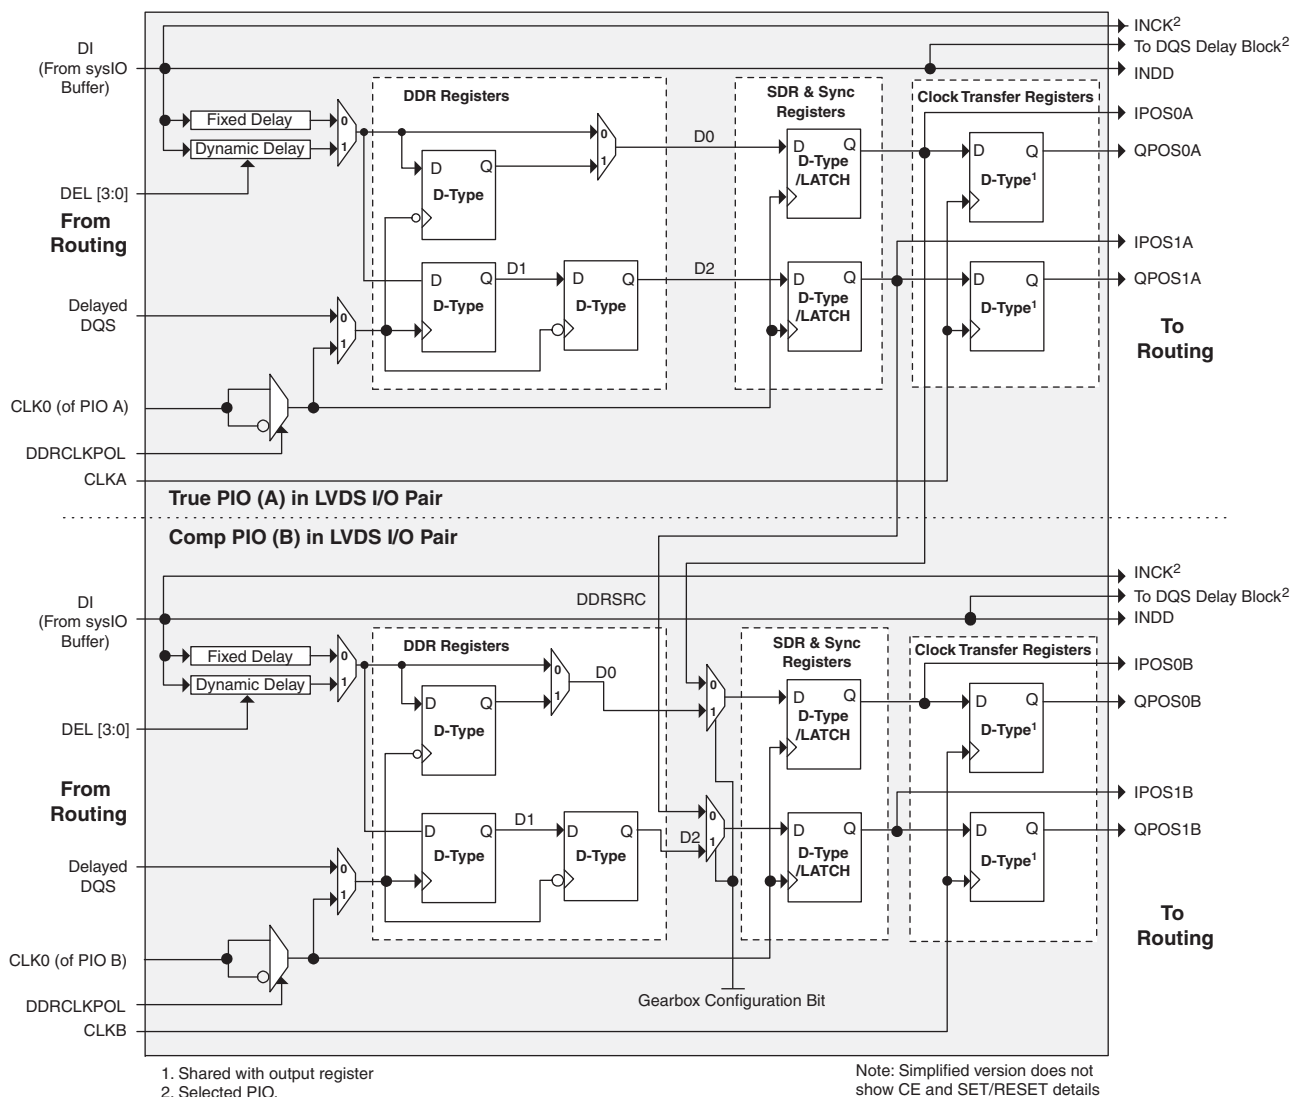 INCK2
To DQS Delay Block2
INDD
DI
(From sysIO
Buffer)
DDR Registers
SDR & Sync
Registers
Clock Transfer Registers
Fixed Delay
Dynamic Delay
0
1
0
1
D0
D Q
D-Type
D Q
D-Type
/LATCH
D Q
D-Type1
IPOS0A
QPOS0A
DEL [3:0]
From
Routing
IPOS1A
QPOS1A
D Q
D-Type
D1
D Q
D-Type
D2
D Q
D-Type
/LATCH
D Q
D-Type1
Delayed
DQS
0
1
To
Routing
CLK0 (of PIO A)
DDRCLKPOL
CLKA
True PIO (A) in LVDS I/O Pair
Comp PIO (B) in LVDS I/O Pair
INCK2
To DQS Delay Block2
INDD
DI
(From sysIO
Buffer)
DDRSRC
DDR Registers
SDR & Sync
Registers
Clock Transfer Registers
Fixed Delay
Dynamic Delay
0
1
0
1
D0
0
1
D Q
D-Type
D Q
D-Type
/LATCH
D Q
D-Type1
IPOS0B
QPOS0B
DEL [3:0]
From
Routing
IPOS1B
QPOS1B
D Q
D-Type
D1
D Q
D-Type
D2
0
1
D Q
D-Type
/LATCH
D Q
D-Type1
Delayed
DQS
0
1
To
Routing
CLK0 (of PIO B)
DDRCLKPOL
CLKB
Gearbox Configuration Bit
1. Shared with output register
2. Selected PIO.
Note: Simplified version does not
show CE and SET/RESET details